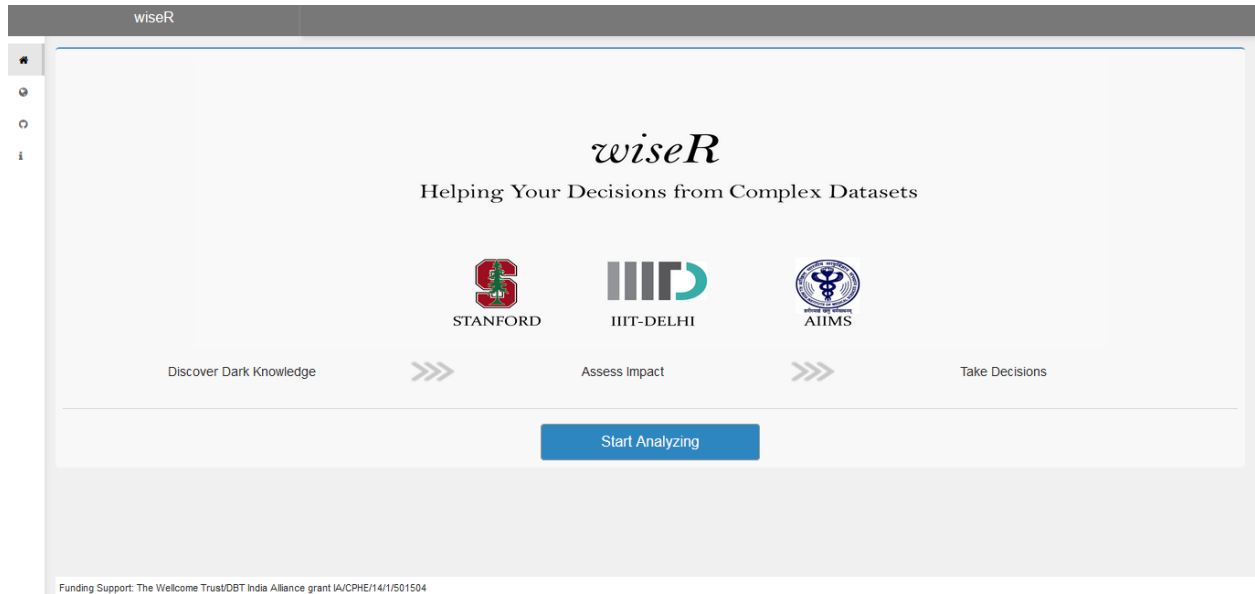 wiseR
wiseR
Helping Your Decisions from Complex Datasets
STANFORD IIIT-DELHI AIIMS
Discover Dark Knowledge Assess Impact Take Decisions
Start Analyzing
Funding Support: The Wellcome Trust/DBT India Alliance grant IA/CPHE/14/1/501504